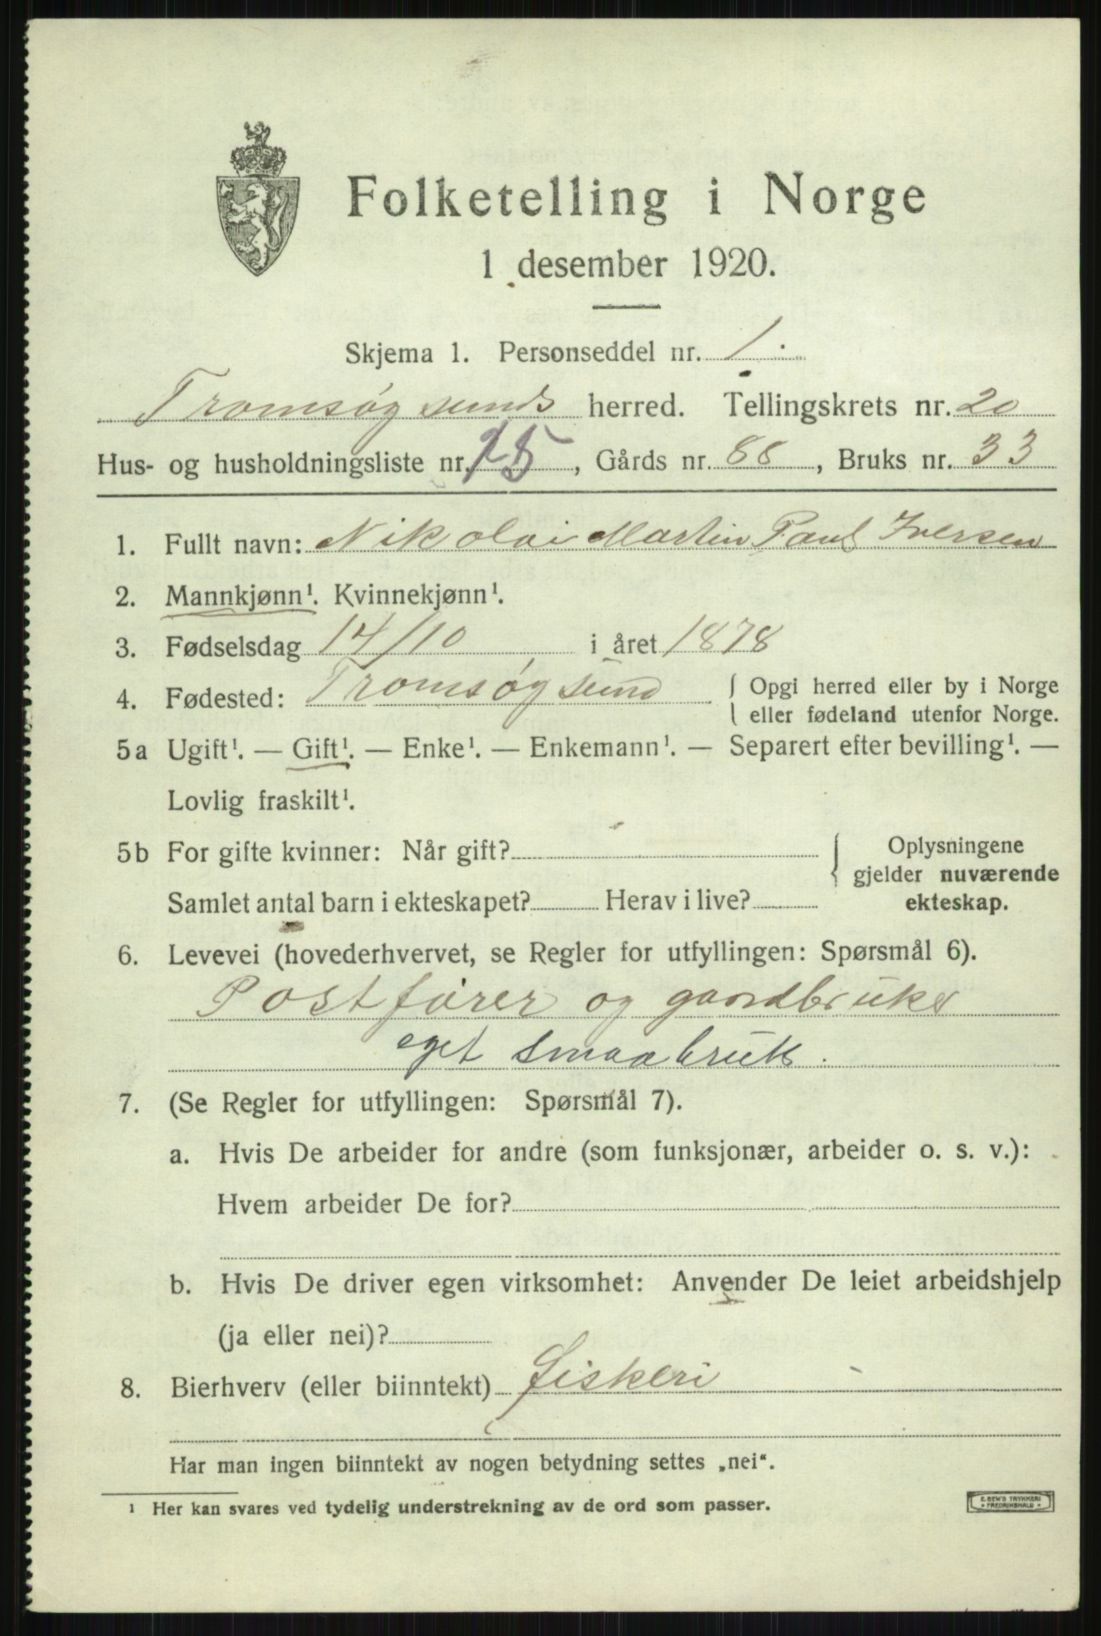 Folketelling i Norge
1 desember 1920.
Skjema 1. Personseddel nr. 1.
Tromsøysunds herred. Tellingskrets nr. 20
Hus- og husholdningsliste nr. 25, Gårds nr. 88, Bruks nr. 33
1. Fullt navn: Nikolai Martin Paul Iversen
2. Mannkjønn¹. Kvinnekjønn¹.
3. Fødselsdag 14/10 i året 1878
4. Fødested: Tromsøysund { Opgi herred eller by i Norge
eller fødeland utenfor Norge.
5a Ugift¹. — Gift¹. — Enke¹. — Enkemann¹. — Separert efter bevilling¹. —
Lovlig fraskilt¹.
5b For gifte kvinner: Når gift? { Oplysningene
gjelder nuværende
Samlet antal barn i ekteskapet? Herav i live? ekteskap.
6. Levevei (hovederhvervet, se Regler for utfyllingen: Spørsmål 6).
Postfører og gaardbruker
eget smaabruk.
7. (Se Regler for utfyllingen: Spørsmål 7).
a. Hvis De arbeider for andre (som funksjonær, arbeider o. s. v.):
Hvem arbeider De for?
b. Hvis De driver egen virksomhet: Anvender De leiet arbeidshjelp
(ja eller nei)?
8. Bierhverv (eller biinntekt) fiskeri
Har man ingen biinntekt av nogen betydning settes „nei“.
¹ Her kan svares ved tydelig understrekning av de ord som passer.
E. SEM'S TRYKKERI
FREDRIKSHALD